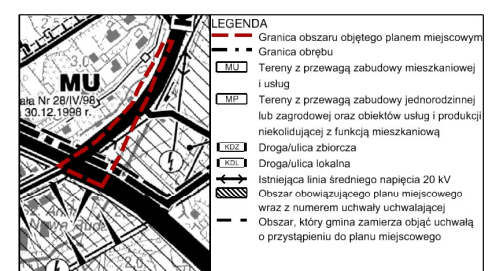 LEGENDA
Granica obszaru objętego planem miejscowym
Granica obrębu
MU Tereny z przewagą zabudowy mieszkaniowej
i usług
MP Tereny z przewagą zabudowy jednorodzinnej
lub zagrodowej oraz obiektów usług i produkcji
niekolidującej z funkcją mieszkaniową
KDZ Droga/ulica zbiorcza
KDL Droga/ulica lokalna
Istniejąca linia średniego napięcia 20 kV
Obszar obowiązującego planu miejscowego
wraz z numerem uchwały uchwalającej
Obszar, który gmina zamierza objąć uchwałą
o przystąpieniu do planu miejscowego
3,0
MU
ała Nr 28/IV/98
30.12.1998 r.